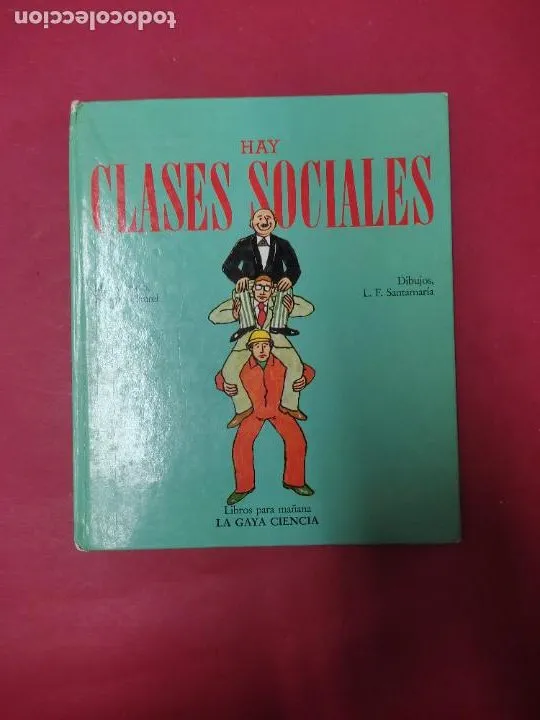 todocoleccion
HAY
CLASES SOCIALES
Dibujos,
L. F. Santamaría
Libros para mañana
LA GAYA CIENCIA